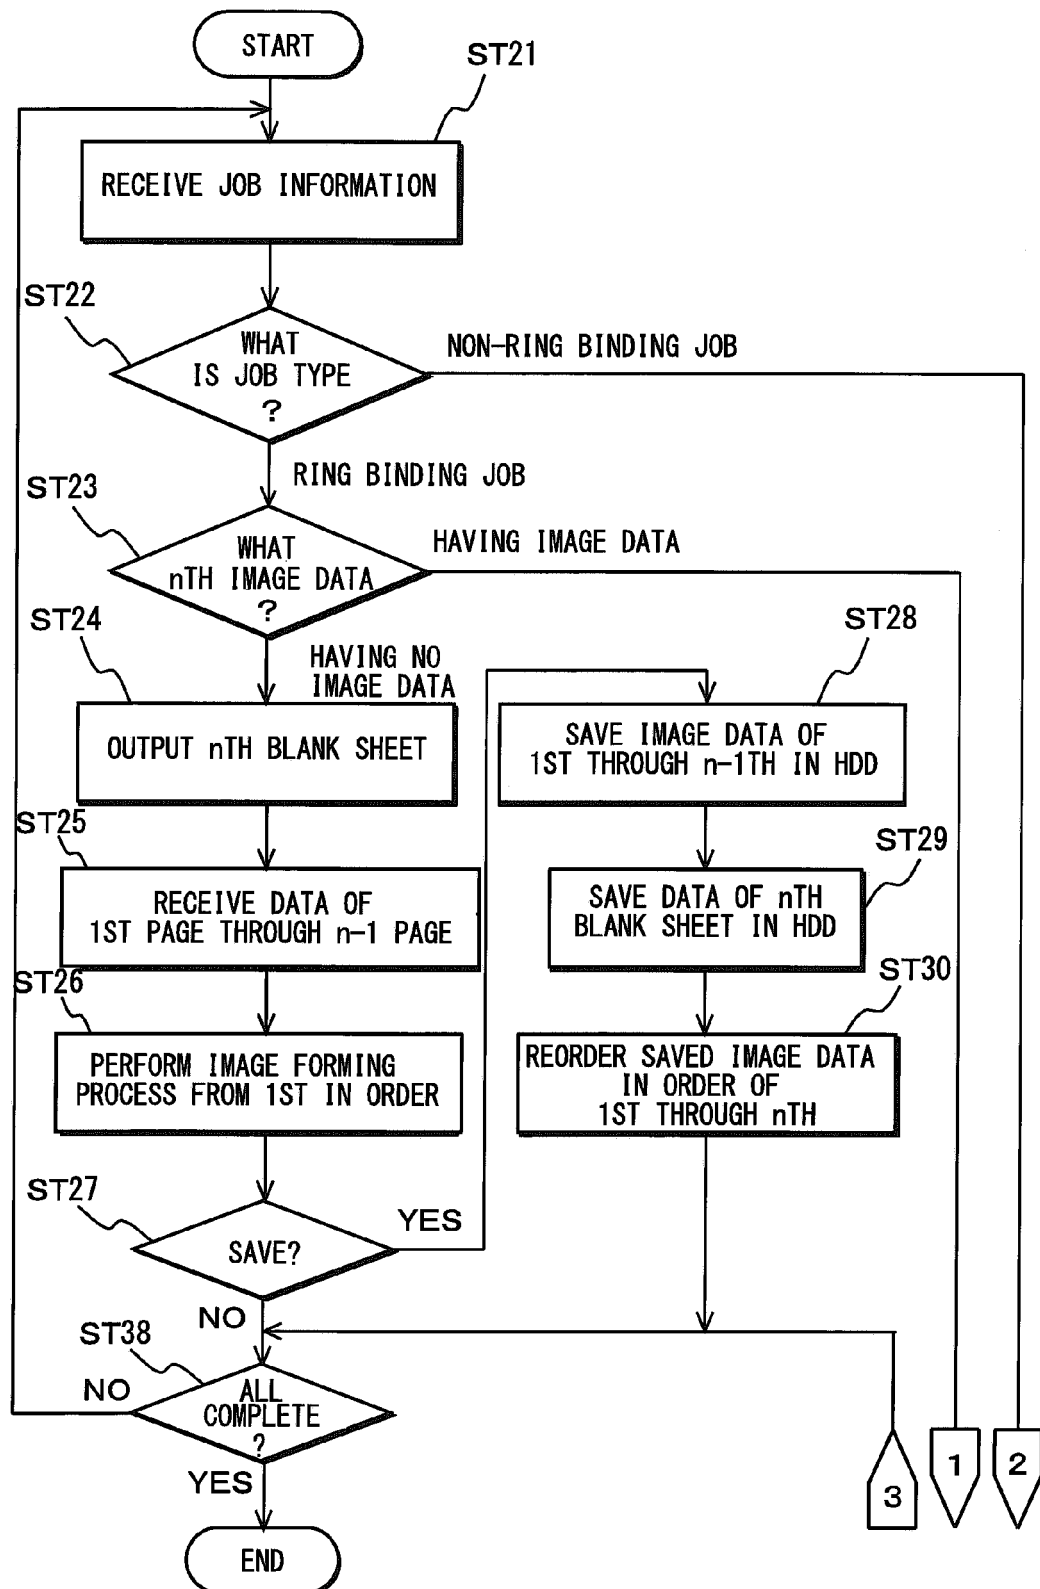 START
ST21
RECEIVE JOB INFORMATION
ST22
WHAT
IS JOB TYPE
?
NON-RING BINDING JOB
RING BINDING JOB
ST23
WHAT
nTH IMAGE DATA
?
HAVING IMAGE DATA
ST24
HAVING NO
IMAGE DATA
OUTPUT nTH BLANK SHEET
ST25
RECEIVE DATA OF
1ST PAGE THROUGH n-1 PAGE
ST26
PERFORM IMAGE FORMING
PROCESS FROM 1ST IN ORDER
ST27
SAVE?
YES
NO
ST28
SAVE IMAGE DATA OF
1ST THROUGH n-1TH IN HDD
ST29
SAVE DATA OF nTH
BLANK SHEET IN HDD
ST30
REORDER SAVED IMAGE DATA
IN ORDER OF
1ST THROUGH nTH
ST38
NO
ALL
COMPLETE
?
YES
END
3
1
2